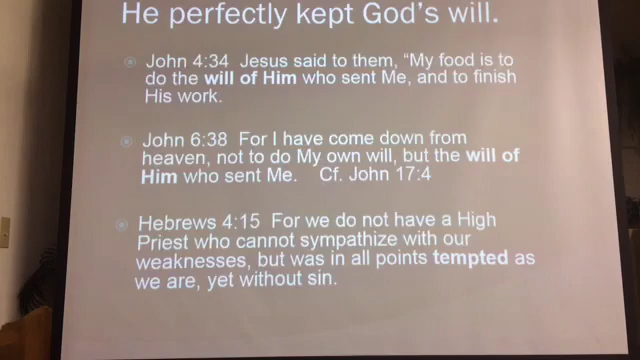 He perfectly kept God's will.
John 4:34 Jesus said to them, "My food is to
do the will of Him who sent Me, and to finish
His work.
John 6:38 For I have come down from
heaven, not to do My own will, but the will of
Him who sent Me. Cf. John 17:4
Hebrews 4:15 For we do not have a High
Priest who cannot sympathize with our
weaknesses, but was in all points tempted as
we are, yet without sin.